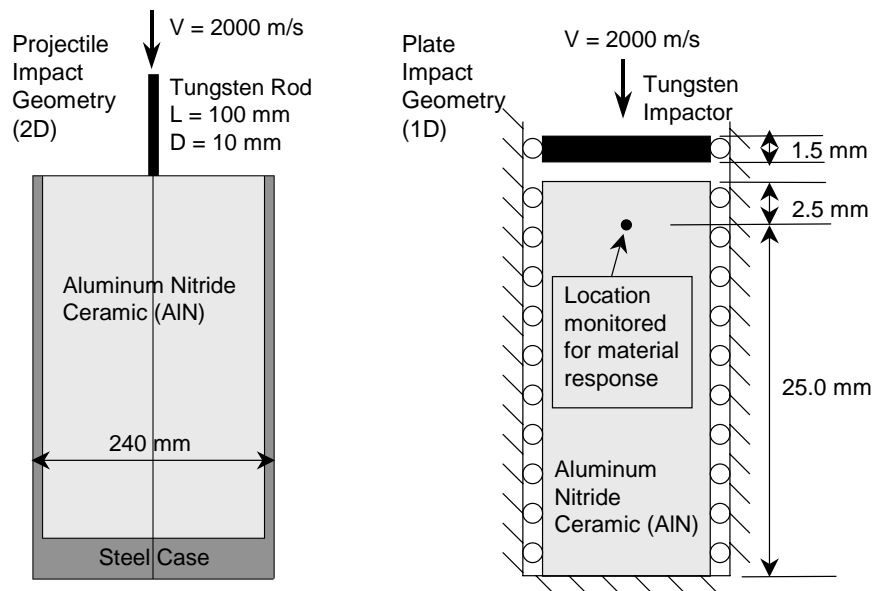 Projectile
Impact
Geometry
(2D)
V = 2000 m/s
Tungsten Rod
L = 100 mm
D = 10 mm
Aluminum Nitride
Ceramic (AlN)
240 mm
Steel Case
Plate
Impact
Geometry
(1D)
V = 2000 m/s
Tungsten
Impactor
1.5 mm
2.5 mm
Location
monitored
for material
response
25.0 mm
Aluminum
Nitride
Ceramic (AlN)